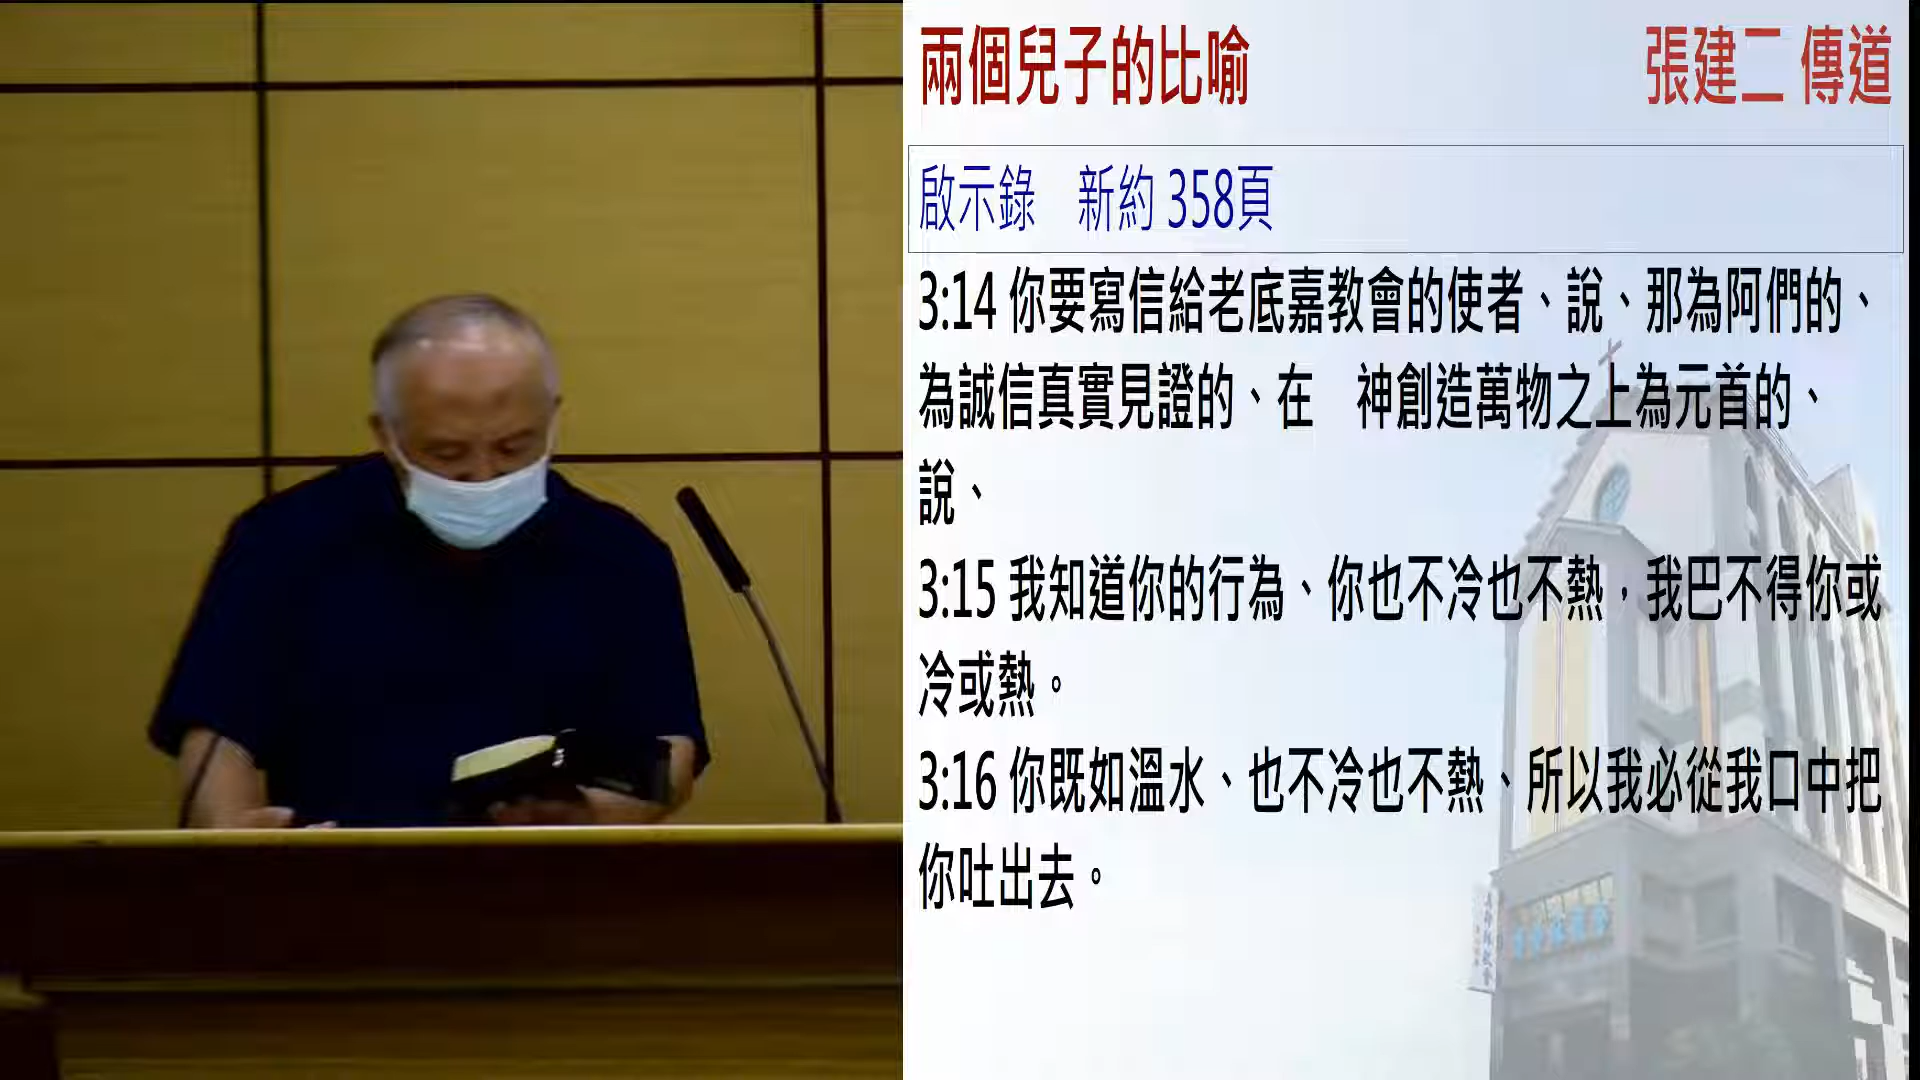 兩個兒子的比喻
張建二 傳道
啟示錄　新約 358頁
3:14 你要寫信給老底嘉教會的使者、說、那為阿們的、
為誠信真實見證的、在　神創造萬物之上為元首的、
說、
3:15 我知道你的行為、你也不冷也不熱，我巴不得你或
冷或熱。
3:16 你既如溫水、也不冷也不熱、所以我必從我口中把
你吐出去。